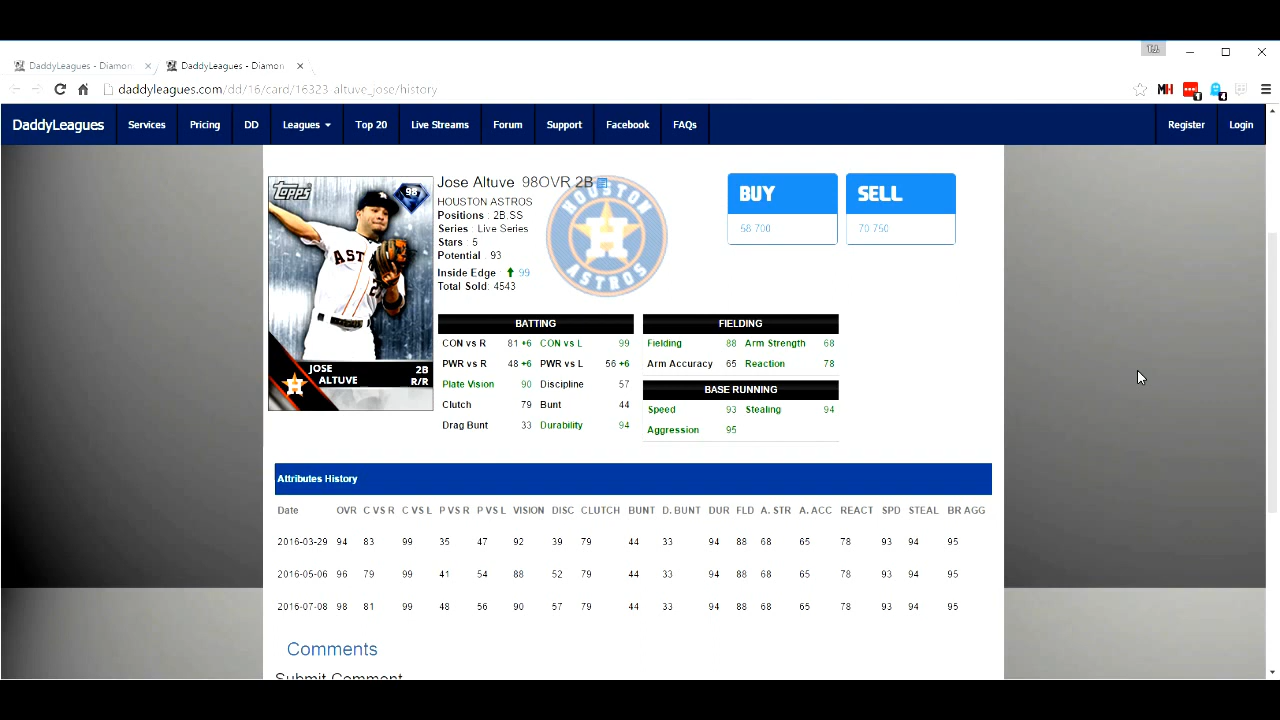 TJ.
DaddyLeagues - Diamon
DaddyLeagues - Diamon
daddyleagues.com/dd/16/card/16323_altuve_jose/history
MH
1
4
DaddyLeagues Services Pricing DD Leagues Top 20 Live Streams Forum Support Facebook FAQs Register Login
Topps
98
JOSE
ALTUVE
2B
R/R
Jose Altuve 98OVR 2B
HOUSTON ASTROS
Positions : 2B.SS
Series : Live Series
Stars : 5
Potential : 93
Inside Edge : 99
Total Sold: 4543
HOUSTON
ASTROS
BUY
58 700
SELL
70 750
BATTING
CON vs R 81 +6 CON vs L 99
PWR vs R 48 +6 PWR vs L 56 +6
Plate Vision 90 Discipline 57
Clutch 79 Bunt 44
Drag Bunt 33 Durability 94
FIELDING
Fielding 88 Arm Strength 68
Arm Accuracy 65 Reaction 78
BASE RUNNING
Speed 93 Stealing 94
Aggression 95
Attributes History
Date OVR C VS R C VS L P VS R P VS L VISION DISC CLUTCH BUNT D. BUNT DUR FLD A. STR A. ACC REACT SPD STEAL BR AGG
2016-03-29 94 83 99 35 47 92 39 79 44 33 94 88 68 65 78 93 94 95
2016-05-06 96 79 99 41 54 88 52 79 44 33 94 88 68 65 78 93 94 95
2016-07-08 98 81 99 48 56 90 57 79 44 33 94 88 68 65 78 93 94 95
Comments
Submit Comment